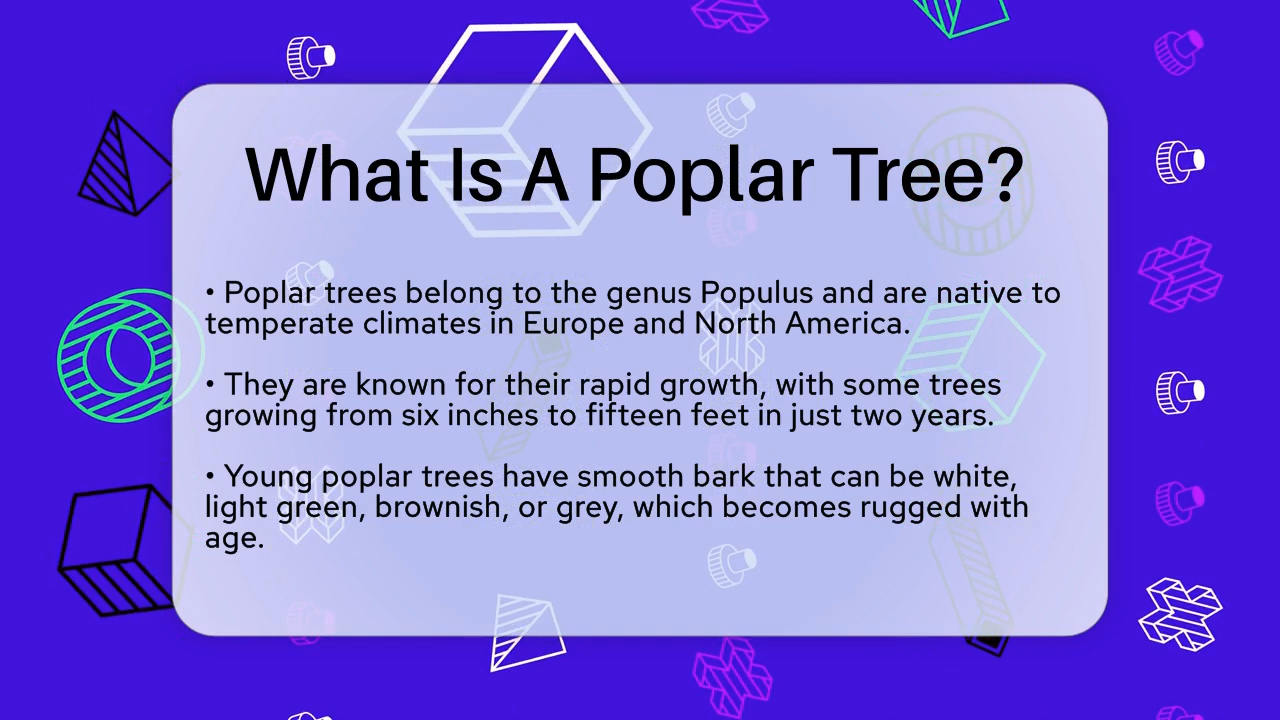 What Is A Poplar Tree?
• Poplar trees belong to the genus Populus and are native to
temperate climates in Europe and North America.
• They are known for their rapid growth, with some trees
growing from six inches to fifteen feet in just two years.
• Young poplar trees have smooth bark that can be white,
light green, brownish, or grey, which becomes rugged with
age.